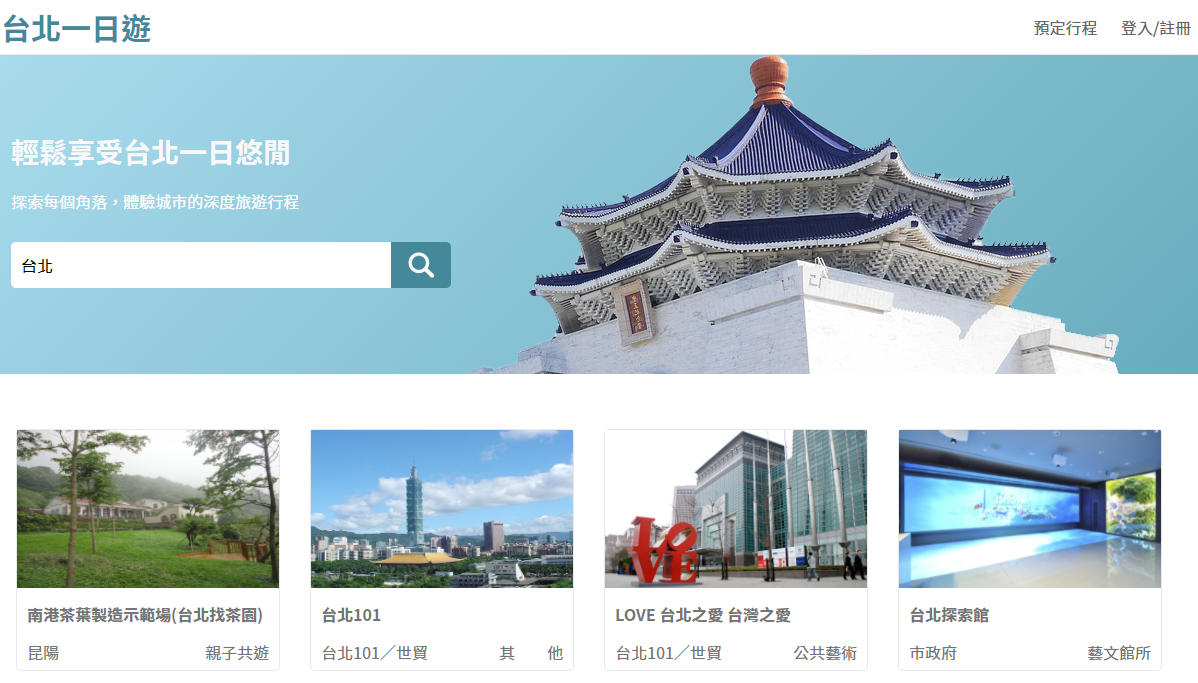 台北一日遊
預定行程 登入/註冊
輕鬆享受台北一日悠閒
探索每個角落，體驗城市的深度旅遊行程
台北
LOVE
南港茶葉製造示範場(台北找茶園)
昆陽 親子共遊
台北101
台北101／世貿 其　　他
LOVE 台北之愛 台灣之愛
台北101／世貿 公共藝術
台北探索館
市政府 藝文館所